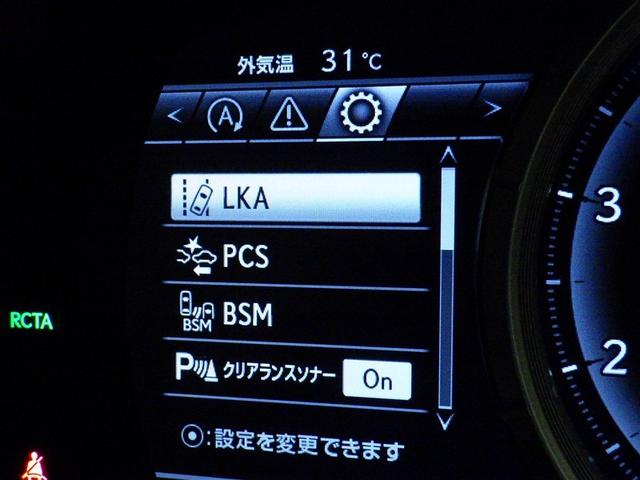 外気温 31°C
A
LKA
PCS
BSM BSM
P クリアランスソナー On
:設定を変更できます
RCTA
3
2